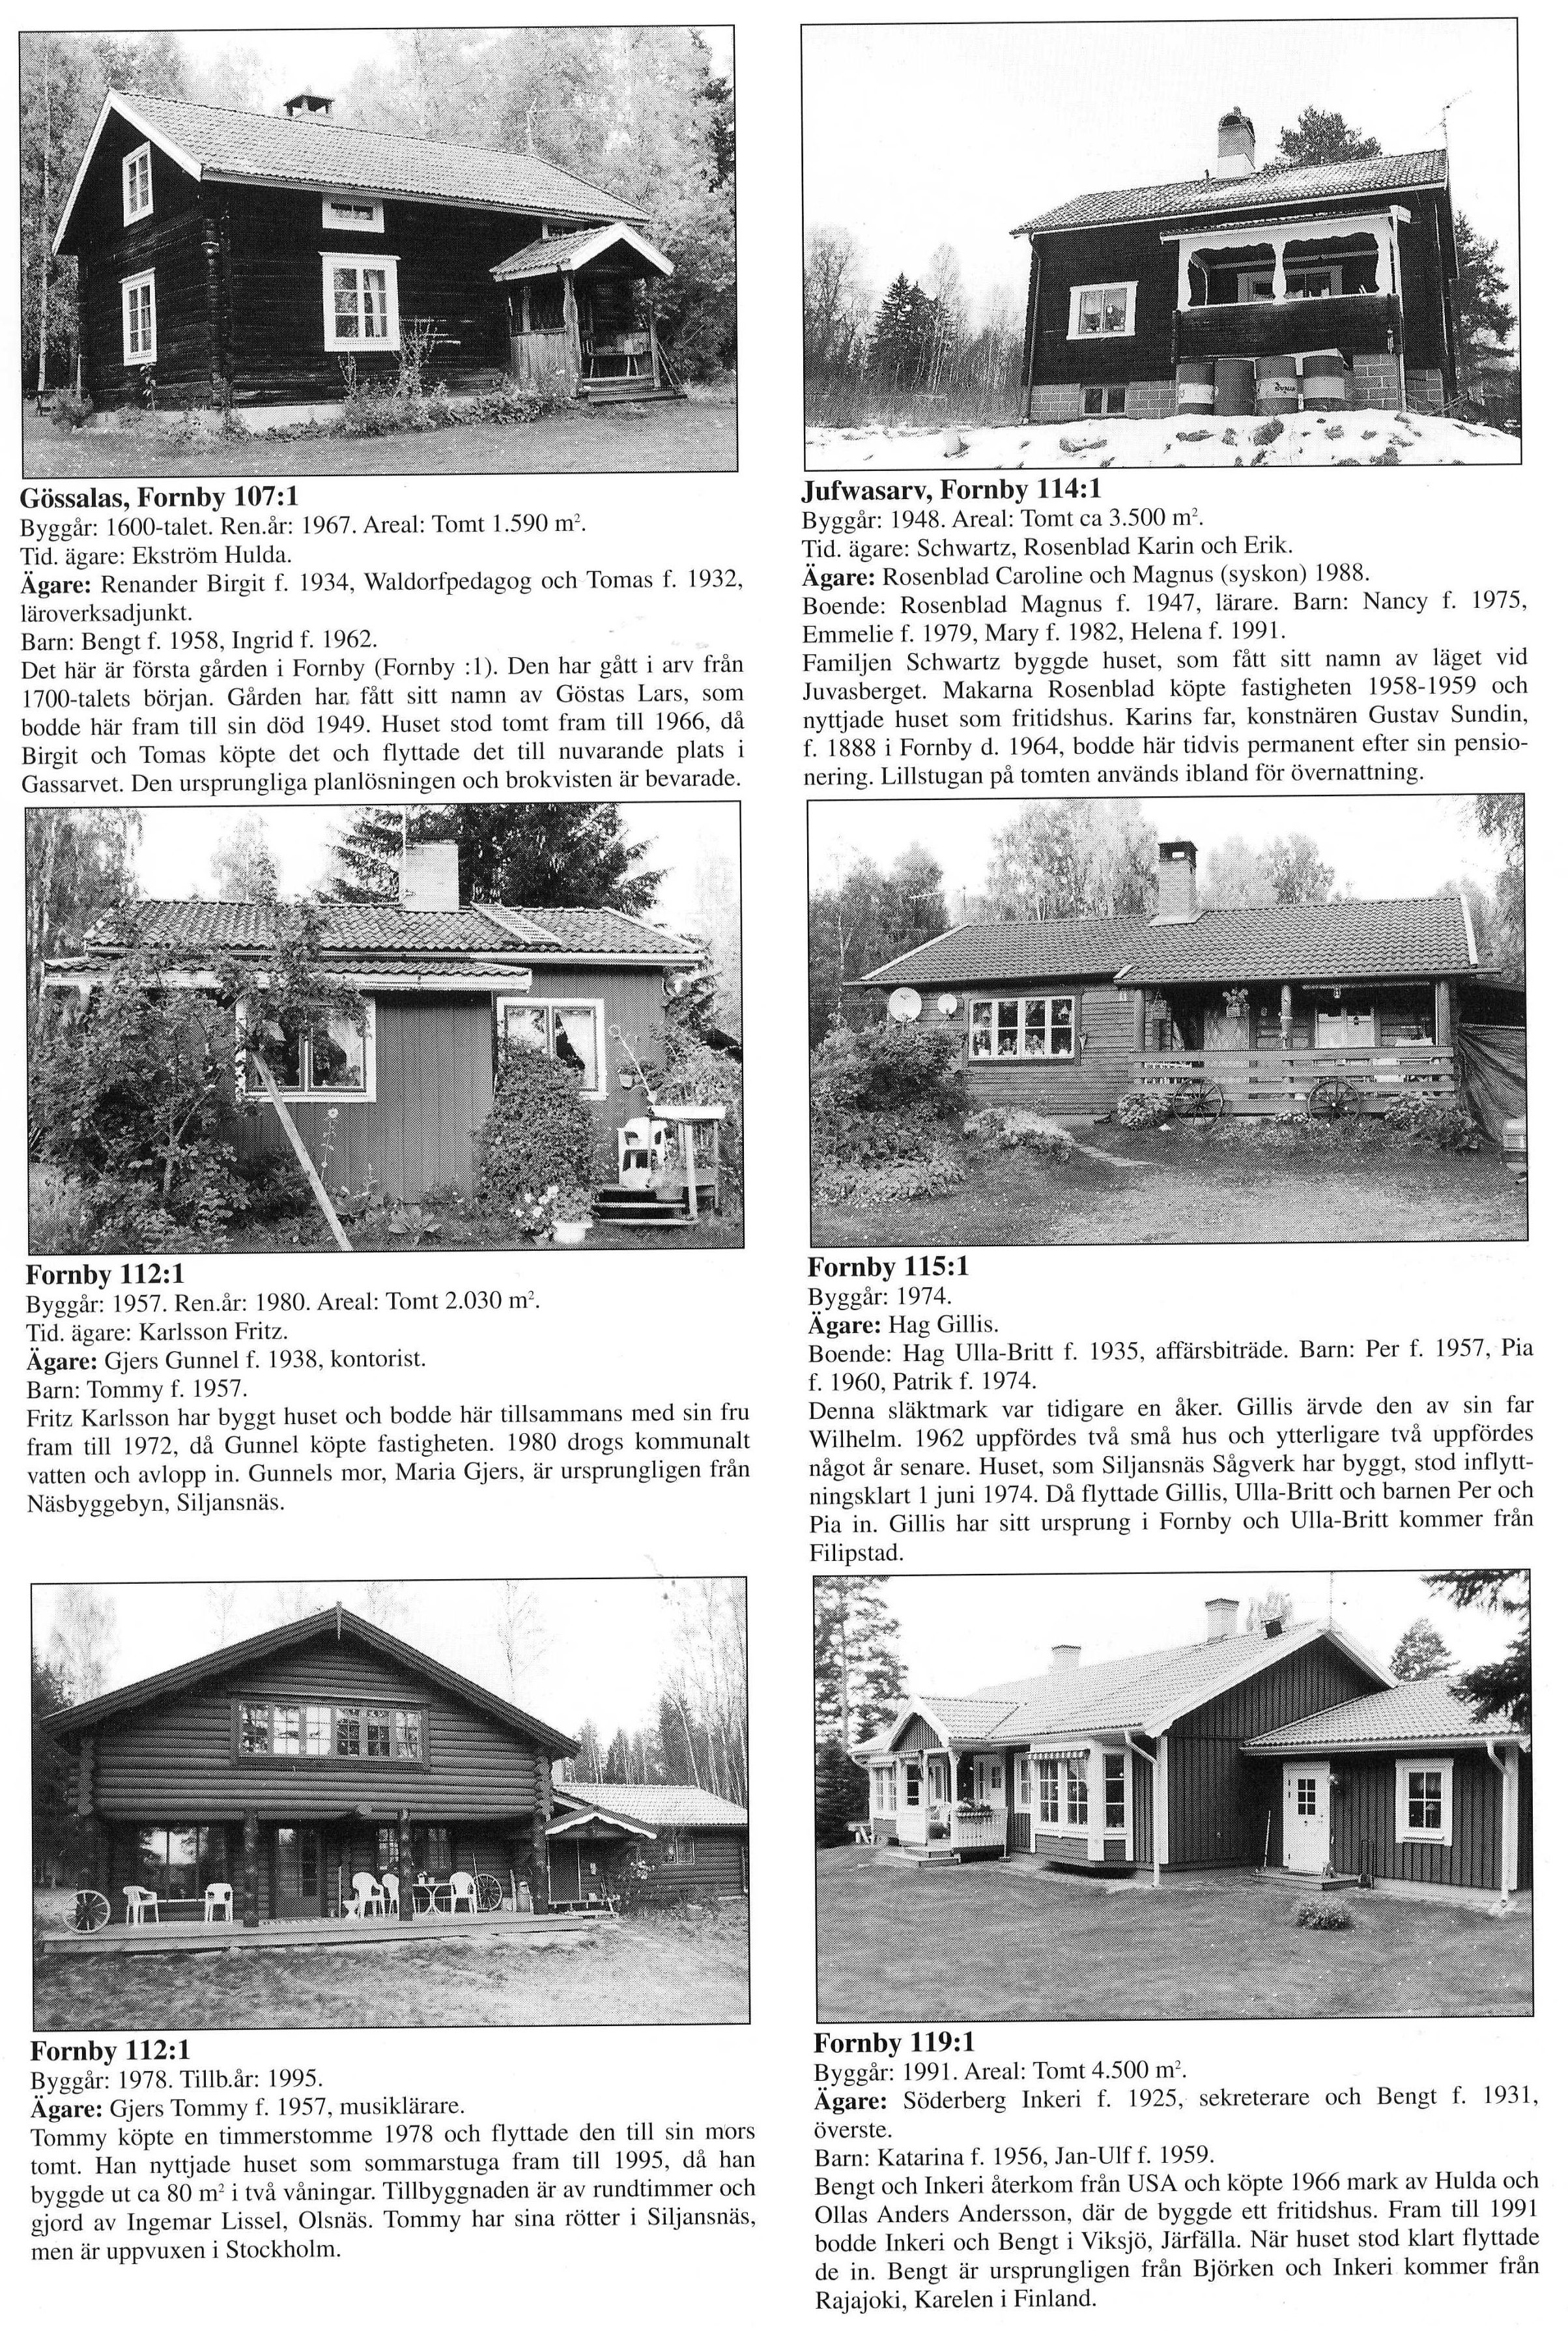 Gössalas, Fornby 107:1
Byggår: 1600-talet. Ren.år: 1967. Areal: Tomt 1.590 m².
Tid. ägare: Ekström Hulda.
Ägare: Renander Birgit f. 1934, Waldorfpedagog och Tomas f. 1932,
läroverksadjunkt.
Barn: Bengt f. 1958, Ingrid f. 1962.
Det här är första gården i Fornby (Fornby :1). Den har gått i arv från
1700-talets början. Gården har fått sitt namn av Göstas Lars, som
bodde här fram till sin död 1949. Huset stod tomt fram till 1966, då
Birgit och Tomas köpte det och flyttade det till nuvarande plats i
Gassarvet. Den ursprungliga planlösningen och brokvisten är bevarade.
Fornby 112:1
Byggår: 1957. Ren.år: 1980. Areal: Tomt 2.030 m².
Tid. ägare: Karlsson Fritz.
Ägare: Gjers Gunnel f. 1938, kontorist.
Barn: Tommy f. 1957.
Fritz Karlsson har byggt huset och bodde här tillsammans med sin fru
fram till 1972, då Gunnel köpte fastigheten. 1980 drogs kommunalt
vatten och avlopp in. Gunnels mor, Maria Gjers, är ursprungligen från
Näsbyggebyn, Siljansnäs.
Fornby 112:1
Byggår: 1978. Tillb.år: 1995.
Ägare: Gjers Tommy f. 1957, musiklärare.
Tommy köpte en timmerstomme 1978 och flyttade den till sin mors
tomt. Han nyttjade huset som sommarstuga fram till 1995, då han
byggde ut ca 80 m² i två våningar. Tillbyggnaden är av rundtimmer och
gjord av Ingemar Lissel, Olsnäs. Tommy har sina rötter i Siljansnäs,
men är uppvuxen i Stockholm.
Jufwasarv, Fornby 114:1
Byggår: 1948. Areal: Tomt ca 3.500 m².
Tid. ägare: Schwartz, Rosenblad Karin och Erik.
Ägare: Rosenblad Caroline och Magnus (syskon) 1988.
Boende: Rosenblad Magnus f. 1947, lärare. Barn: Nancy f. 1975,
Emmelie f. 1979, Mary f. 1982, Helena f. 1991.
Familjen Schwartz byggde huset, som fått sitt namn av läget vid
Juvasberget. Makarna Rosenblad köpte fastigheten 1958-1959 och
nyttjade huset som fritidshus. Karins far, konstnären Gustav Sundin,
f. 1888 i Fornby d. 1964, bodde här tidvis permanent efter sin pensio-
nering. Lillstugan på tomten används ibland för övernattning.
Fornby 115:1
Byggår: 1974.
Ägare: Hag Gillis.
Boende: Hag Ulla-Britt f. 1935, affärsbiträde. Barn: Per f. 1957, Pia
f. 1960, Patrik f. 1974.
Denna släktmark var tidigare en åker. Gillis ärvde den av sin far
Wilhelm. 1962 uppfördes två små hus och ytterligare två uppfördes
något år senare. Huset, som Siljansnäs Sågverk har byggt, stod inflytt-
ningsklart 1 juni 1974. Då flyttade Gillis, Ulla-Britt och barnen Per och
Pia in. Gillis har sitt ursprung i Fornby och Ulla-Britt kommer från
Filipstad.
Fornby 119:1
Byggår: 1991. Areal: Tomt 4.500 m².
Ägare: Söderberg Inkeri f. 1925, sekreterare och Bengt f. 1931,
överste.
Barn: Katarina f. 1956, Jan-Ulf f. 1959.
Bengt och Inkeri återkom från USA och köpte 1966 mark av Hulda och
Ollas Anders Andersson, där de byggde ett fritidshus. Fram till 1991
bodde Inkeri och Bengt i Viksjö, Järfälla. När huset stod klart flyttade
de in. Bengt är ursprungligen från Björken och Inkeri kommer från
Rajajoki, Karelen i Finland.